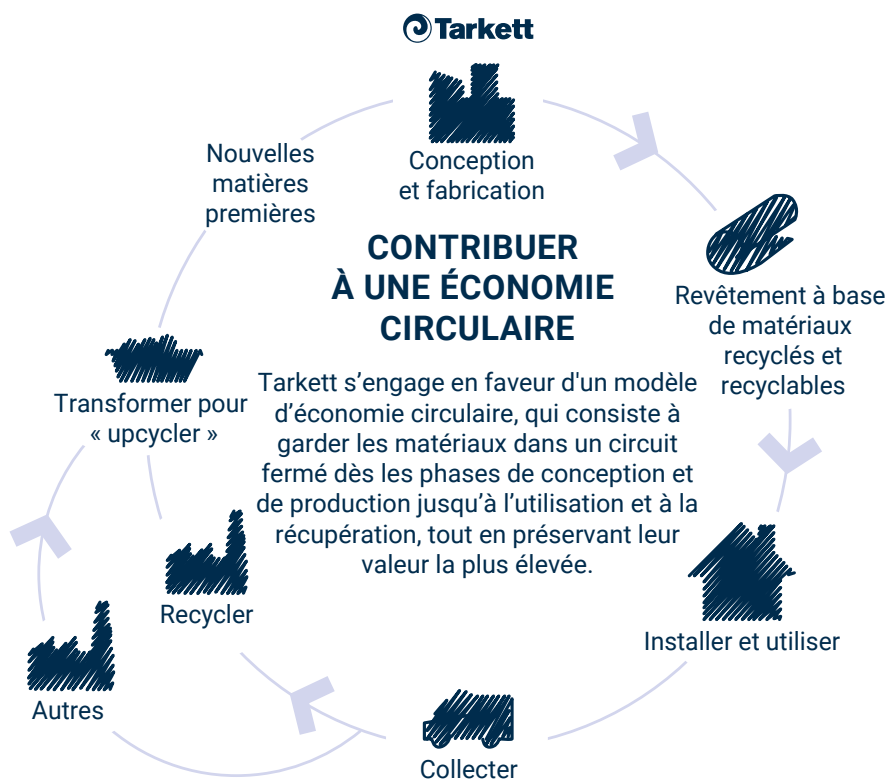 Tarkett
Conception
et fabrication
Nouvelles
matières
premières
CONTRIBUER
À UNE ÉCONOMIE
CIRCULAIRE
Revêtement à base
de matériaux
recyclés et
recyclables
Tarkett s’engage en faveur d'un modèle
d’économie circulaire, qui consiste à
garder les matériaux dans un circuit
fermé dès les phases de conception et
de production jusqu’à l’utilisation et à la
récupération, tout en préservant leur
valeur la plus élevée.
Transformer pour
« upcycler »
Recycler
Installer et utiliser
Autres
Collecter